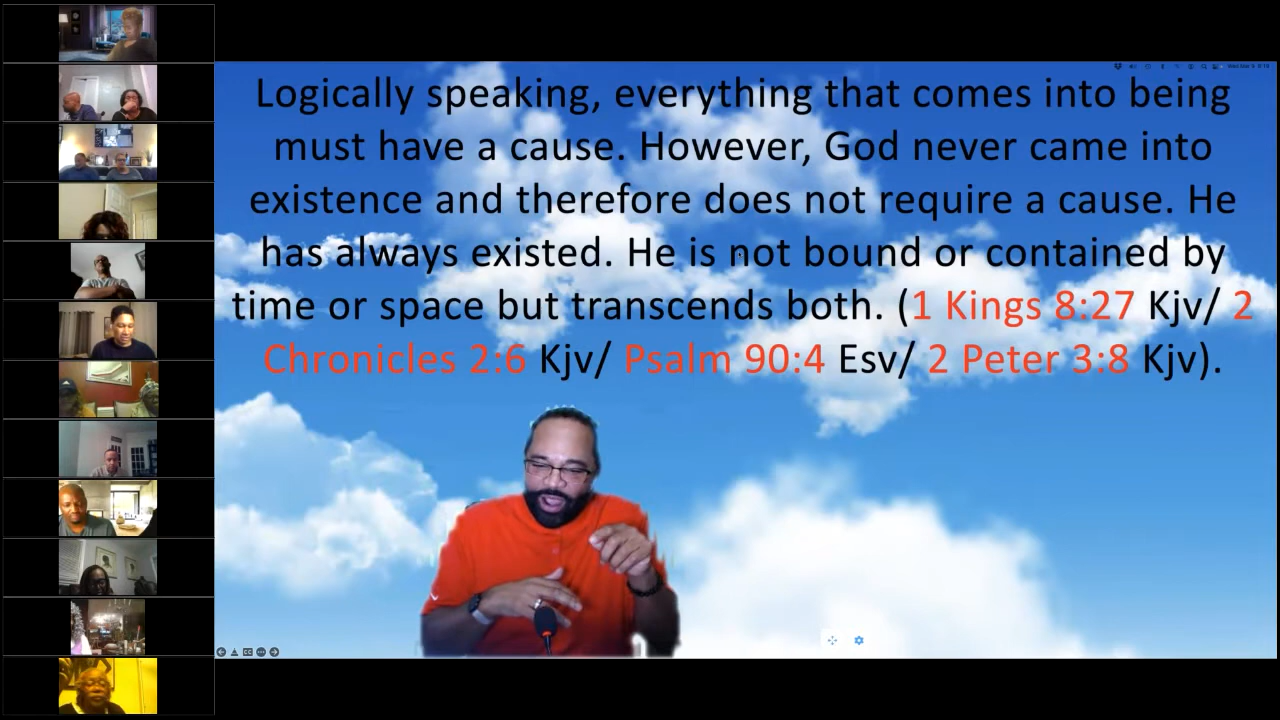 Logically speaking, everything that comes into being
must have a cause. However, God never came into
existence and therefore does not require a cause. He
has always existed. He is not bound or contained by
time or space but transcends both. (1 Kings 8:27 Kjv/ 2
Chronicles 2:6 Kjv/ Psalm 90:4 Esv/ 2 Peter 3:8 Kjv).